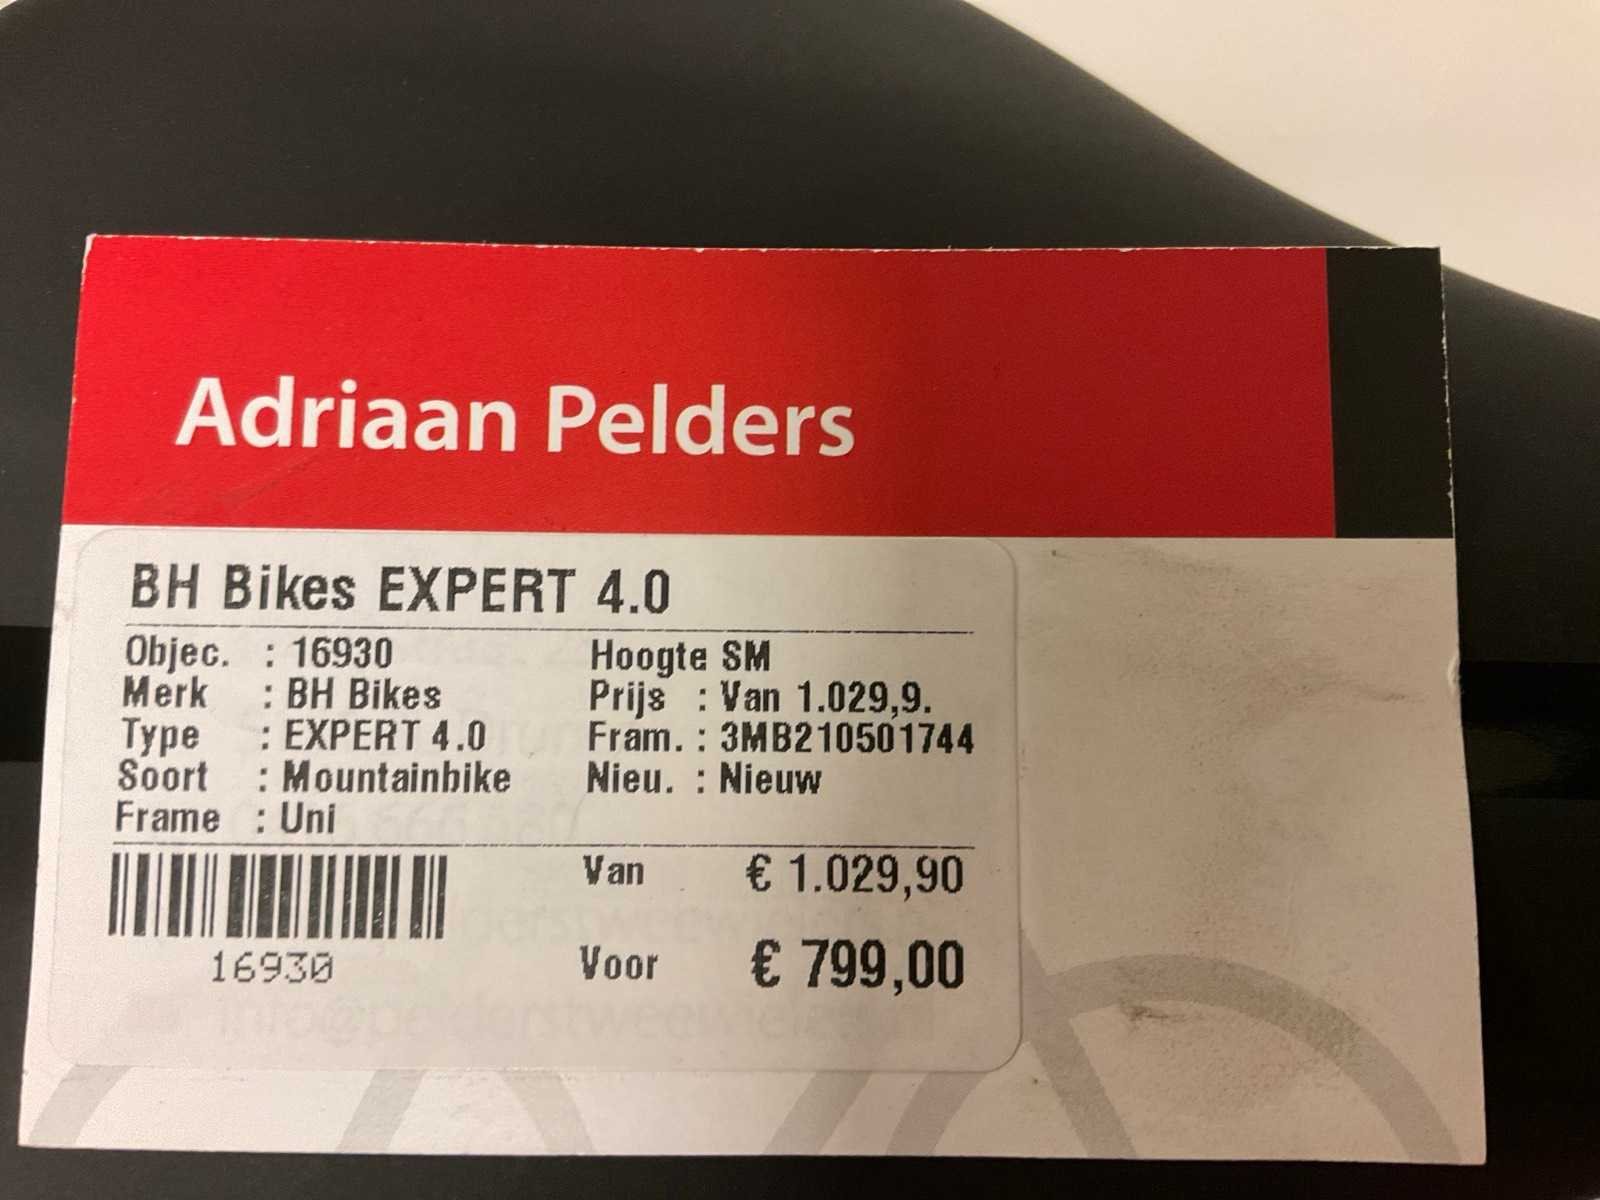 Adriaan Pelders
BH Bikes EXPERT 4.0
Objec. : 16930 Hoogte SM
Merk : BH Bikes Prijs : Van 1.029,9.
Type : EXPERT 4.0 Fram. : 3MB210501744
Soort : Mountainbike Nieu. : Nieuw
Frame : Uni
Van € 1.029,90
16930
Voor € 799,00